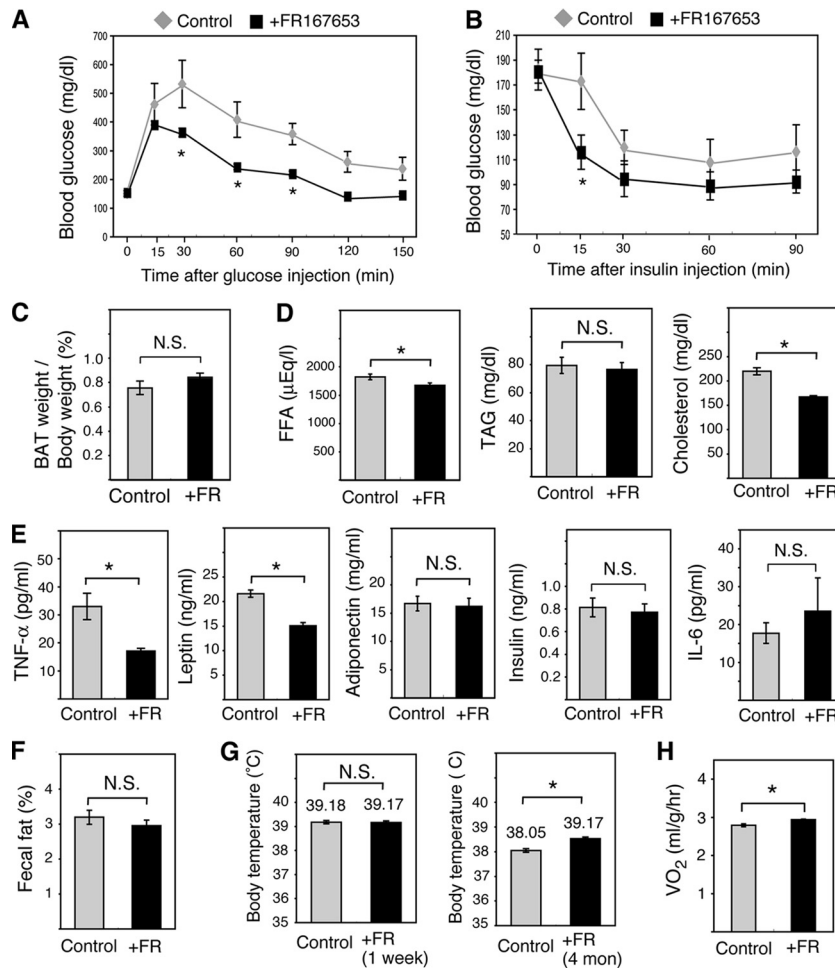 A
Control +FR167653
Blood glucose (mg/dl)
700
600
500
400
300
200
100
0
*
*
*
0 15 30 60 90 120 150
Time after glucose injection (min)
B
Control +FR167653
Blood glucose (mg/dl)
210
190
170
150
130
110
90
70
50
*
0 15 30 60 90
Time after insulin injection (min)
C
BAT weight /
Body weight (%)
1.0
0.8
0.6
0.4
0.2
N.S.
Control +FR
D
FFA (μEq/l)
2000
1500
1000
500
*
Control +FR
TAG (mg/dl)
80
60
40
20
N.S.
Control +FR
Cholesterol (mg/dl)
250
200
150
100
50
*
Control +FR
E
TNF-α (pg/ml)
50
40
30
20
10
*
Control +FR
Leptin (ng/ml)
25
20
15
10
5
*
Control +FR
Adiponectin (mg/ml)
20
15
10
5
N.S.
Control +FR
Insulin (ng/ml)
1.0
0.8
0.6
0.4
0.2
N.S.
Control +FR
IL-6 (pg/ml)
40
35
30
25
20
15
10
5
N.S.
Control +FR
F
Fecal fat (%)
4
3
2
1
N.S.
Control +FR
G
Body temperature (°C)
40
39
38
37
36
35
N.S.
39.18 39.17
Control +FR
(1 week)
Body temperature ( C)
40
39
38
37
36
35
*
38.05 39.17
Control +FR
(4 mon)
H
VO2 (ml/g/hr)
4
3
2
1
*
Control +FR